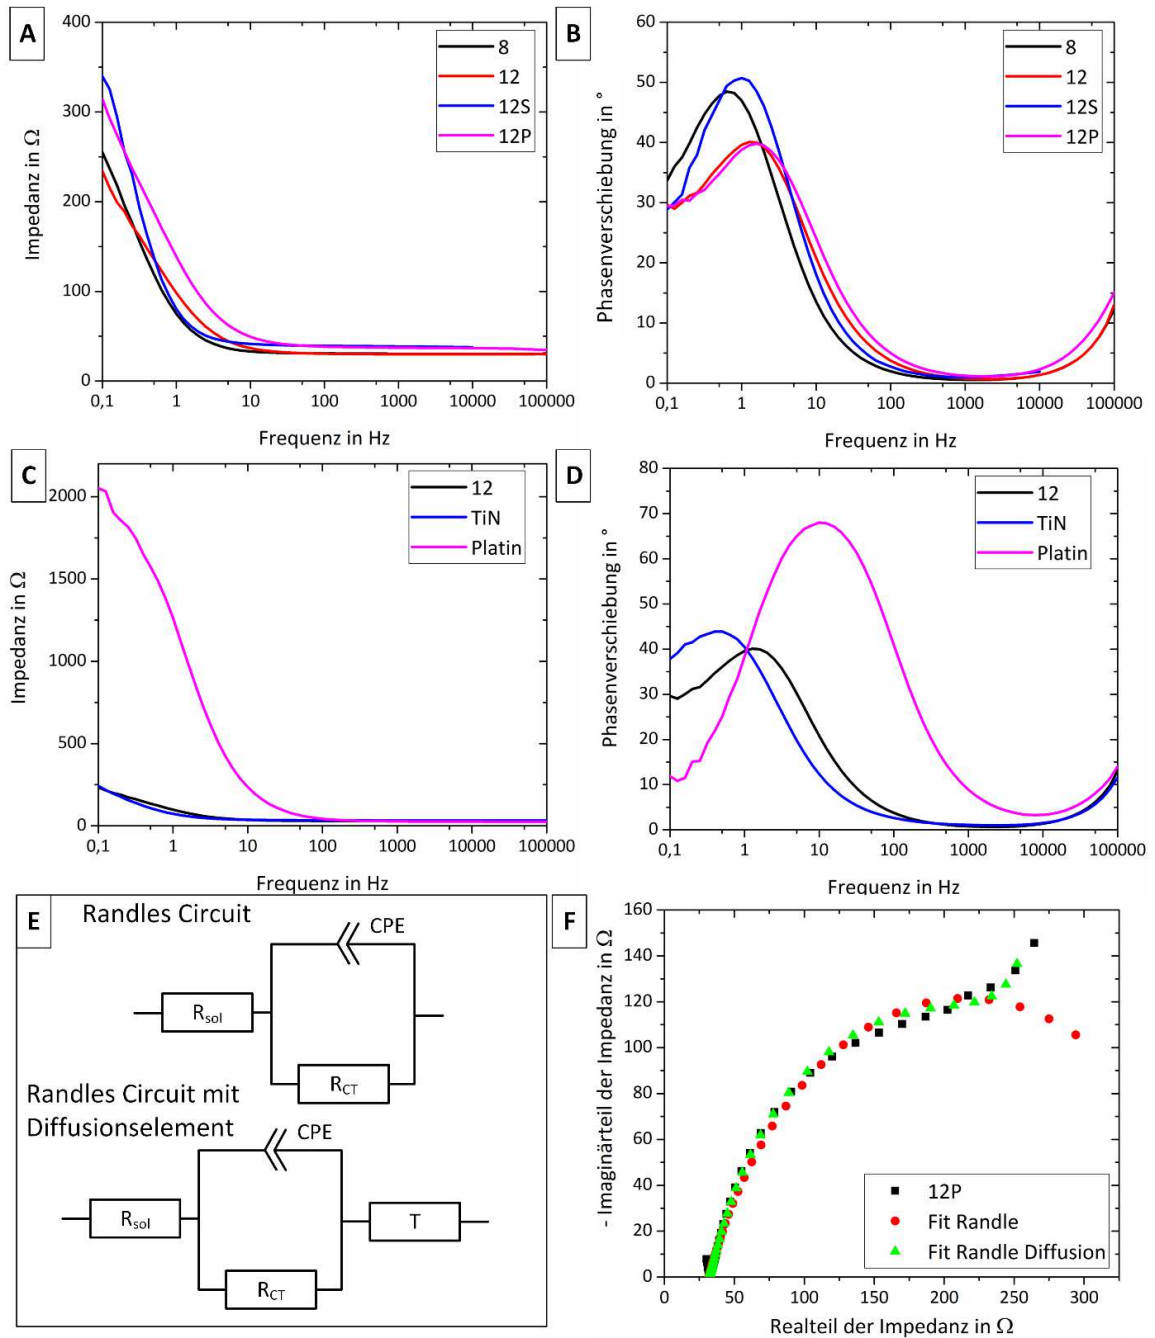 A
400
300
200
100
0
0,1
1
10
100
1000
10000
100000
Impedanz in Ω
Frequenz in Hz
8
12
12S
12P
B
60
50
40
30
20
10
0
0,1
1
10
100
1000
10000
100000
Phasenverschiebung in °
Frequenz in Hz
8
12
12S
12P
C
2000
1500
1000
500
0
0,1
1
10
100
1000
10000
100000
Impedanz in Ω
Frequenz in Hz
12
TiN
Platin
D
80
70
60
50
40
30
20
10
0
0,1
1
10
100
1000
10000
100000
Phasenverschiebung in °
Frequenz in Hz
12
TiN
Platin
E
Randles Circuit
CPE
Rsol
RCT
Randles Circuit mit
Diffusionselement
CPE
Rsol
T
RCT
F
160
140
120
100
80
60
40
20
0
0
50
100
150
200
250
300
- Imaginärteil der Impedanz in Ω
Realteil der Impedanz in Ω
12P
Fit Randle
Fit Randle Diffusion